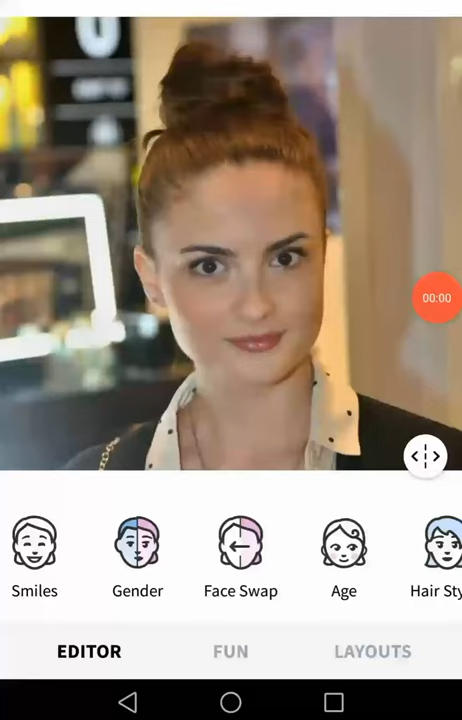 00:00
Smiles
Gender
Face Swap
Age
Hair Sty
EDITOR
FUN
LAYOUTS